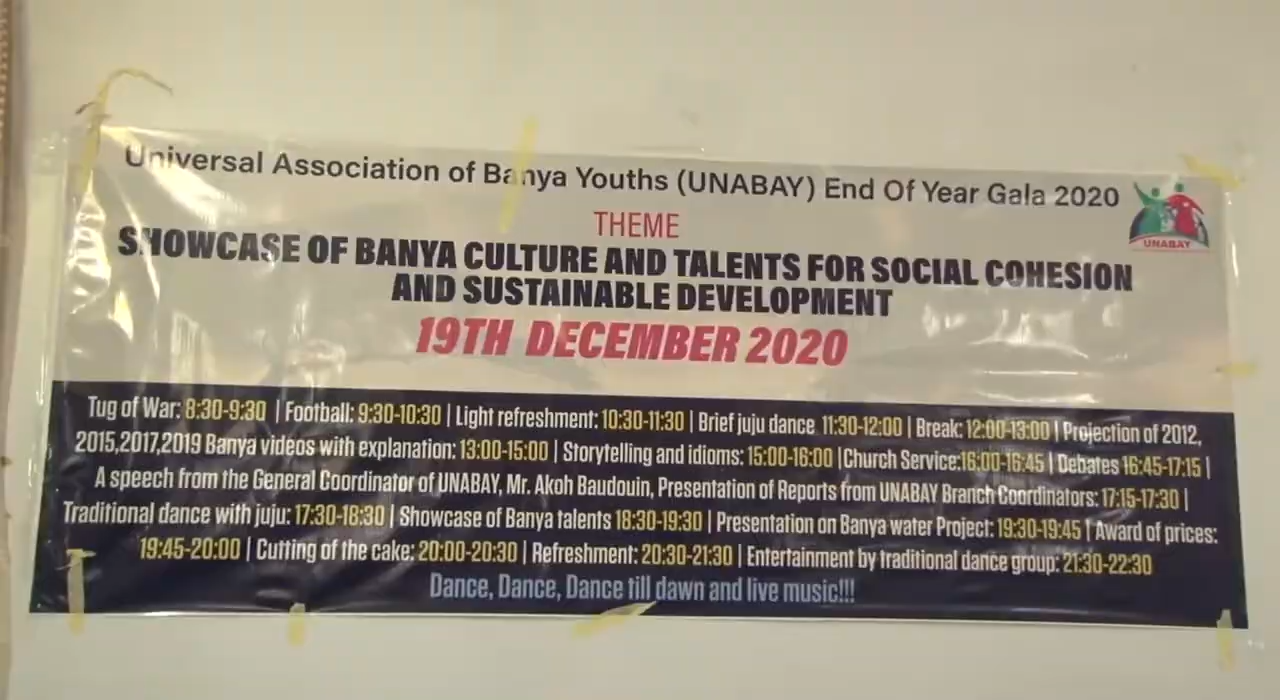 Universal Association of Banya Youths (UNABAY) End Of Year Gala 2020
UNABAY
THEME
SHOWCASE OF BANYA CULTURE AND TALENTS FOR SOCIAL COHESION
AND SUSTAINABLE DEVELOPMENT
19TH DECEMBER 2020
Tug of War: 8:30-9:30 | Football: 9:30-10:30 | Light refreshment: 10:30-11:30 | Brief juju dance 11:30-12:00 | Break: 12:00-13:00 | Projection of 2012,
2015,2017,2019 Banya videos with explanation: 13:00-15:00 | Storytelling and idioms: 15:00-16:00 |Church Service:16:00-16:45 | Debates 16:45-17:15 |
A speech from the General Coordinator of UNABAY, Mr. Akoh Baudouin, Presentation of Reports from UNABAY Branch Coordinators: 17:15-17:30 |
Traditional dance with juju: 17:30-18:30 | Showcase of Banya talents 18:30-19:30 | Presentation on Banya water Project: 19:30-19:45 | Award of prices:
19:45-20:00 | Cutting of the cake: 20:00-20:30 | Refreshment: 20:30-21:30 | Entertainment by traditional dance group: 21:30-22:30
Dance, Dance, Dance till dawn and live music!!!